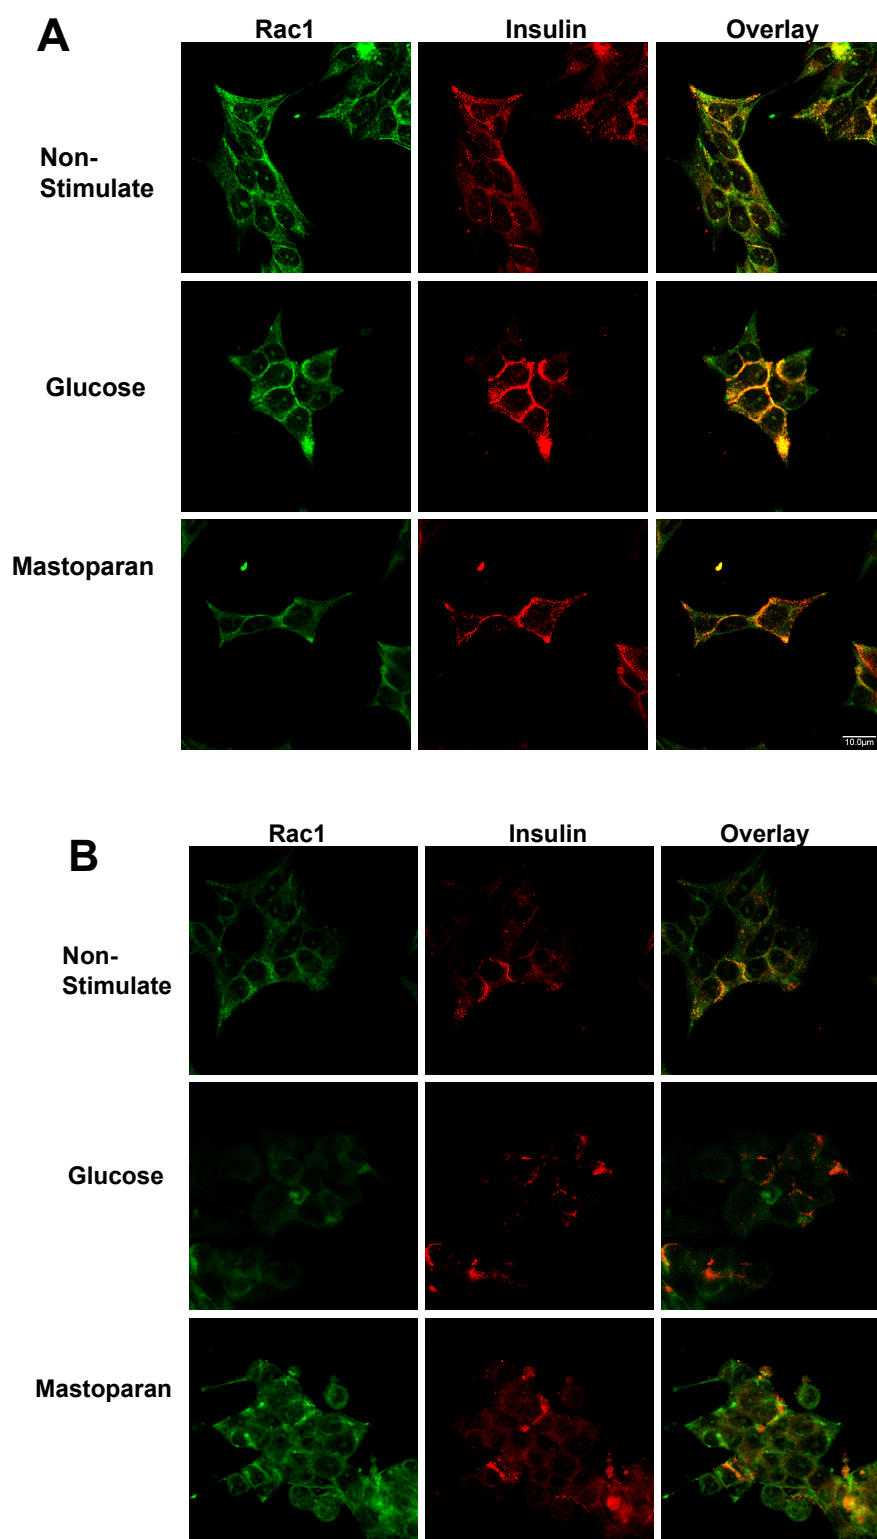 A
Rac1 Insulin Overlay
Non-
Stimulate
Glucose
Mastoparan
10.0µm
B
Rac1 Insulin Overlay
Non-
Stimulate
Glucose
Mastoparan